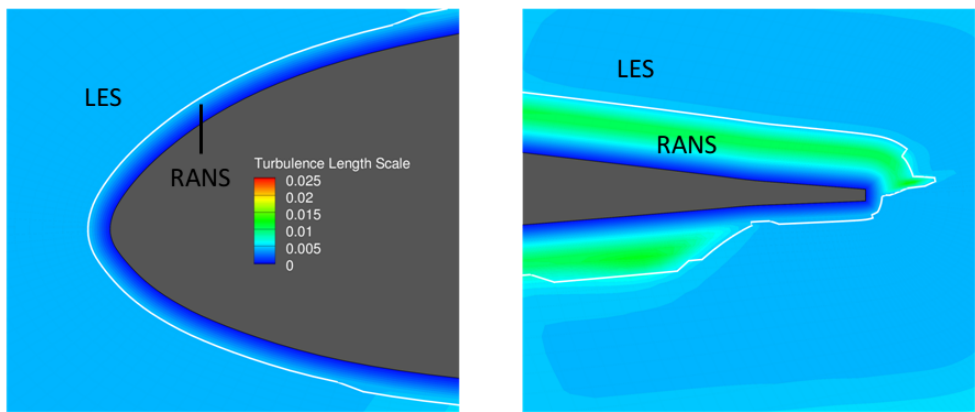 LES
RANS
Turbulence Length Scale
0.025
0.02
0.015
0.01
0.005
0
LES
RANS